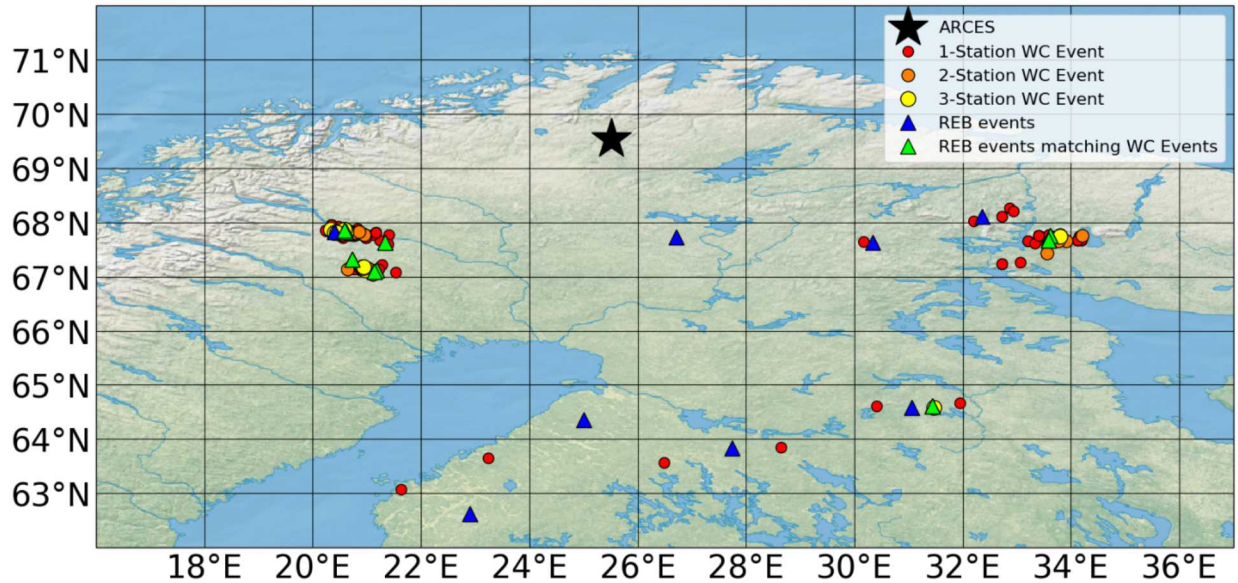 ARCES
1-Station WC Event
2-Station WC Event
3-Station WC Event
REB events
REB events matching WC Events
71°N
70°N
69°N
68°N
67°N
66°N
65°N
64°N
63°N
18°E 20°E 22°E 24°E 26°E 28°E 30°E 32°E 34°E 36°E